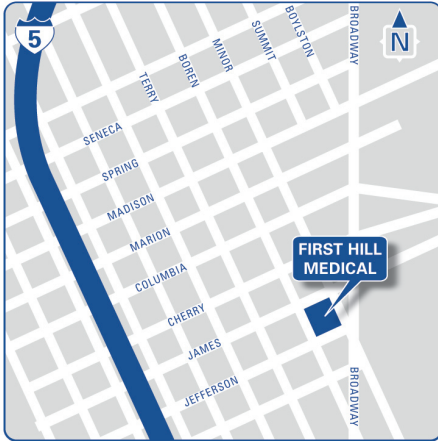 5
TERRY
BOREN
MINOR
SUMMIT
BOYLSTON
BROADWAY
N
SENECA
SPRING
MADISON
MARION
COLUMBIA
CHERRY
JAMES
JEFFERSON
FIRST HILL
MEDICAL
BROADWAY